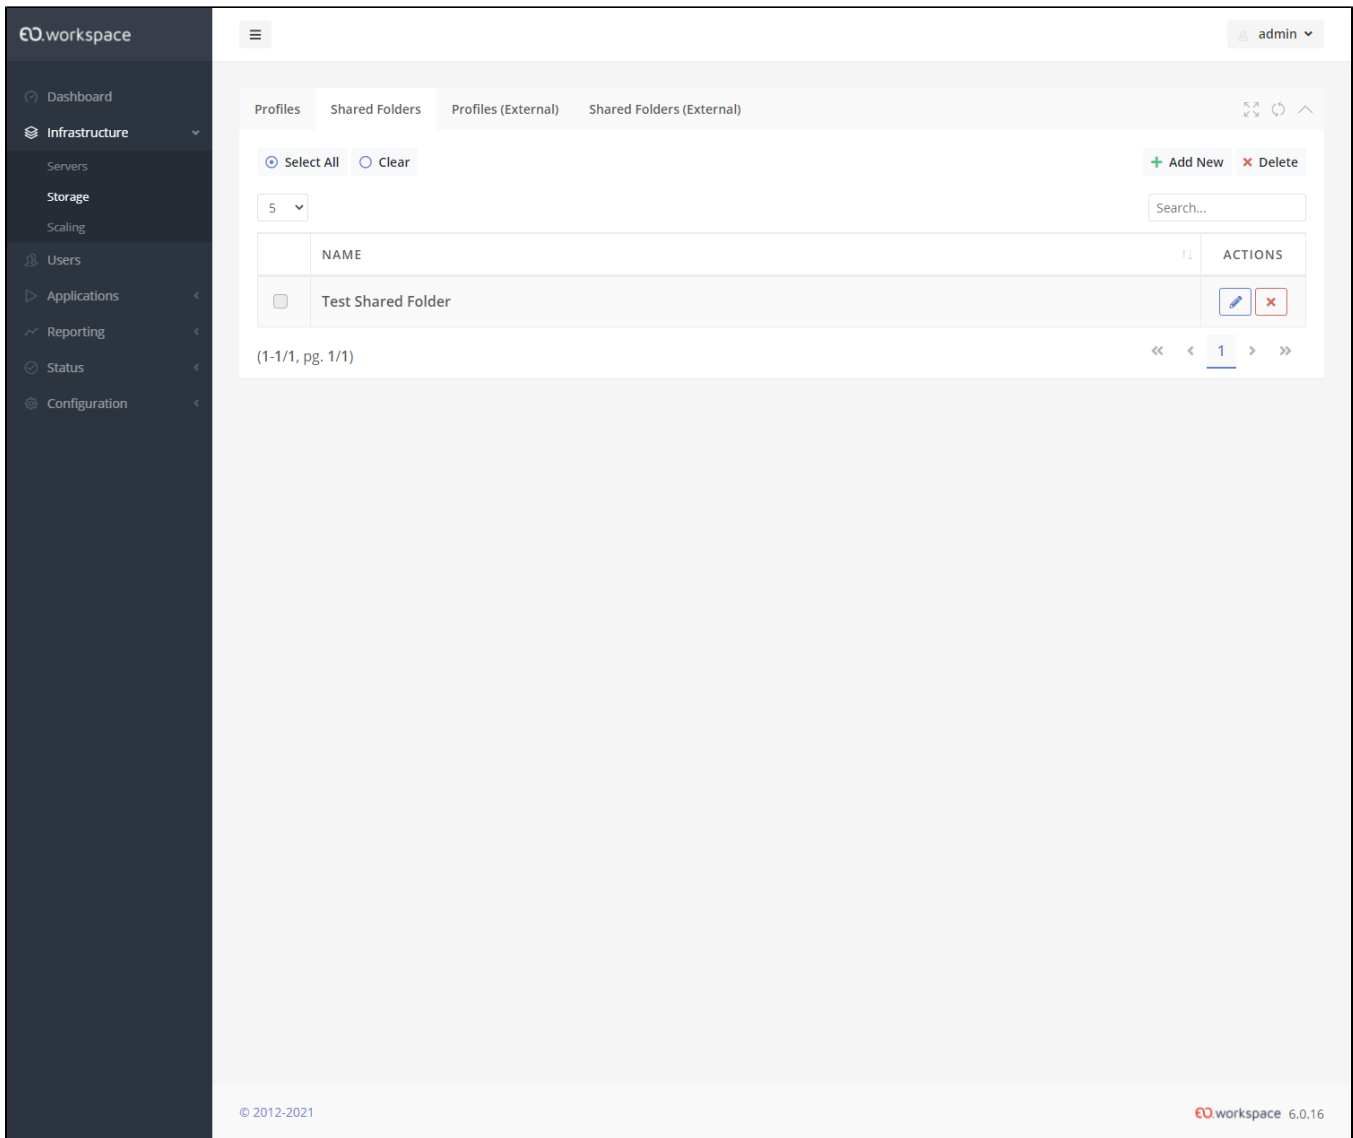 eo.workspace
admin
Dashboard
Infrastructure
Servers
Storage
Scaling
Users
Applications
Reporting
Status
Configuration
Profiles Shared Folders Profiles (External) Shared Folders (External)
Select All Clear Add New Delete
5 Search...
NAME ACTIONS
Test Shared Folder
(1-1/1, pg. 1/1) « ‹ 1 › »
© 2012-2021 eo.workspace 6.0.16